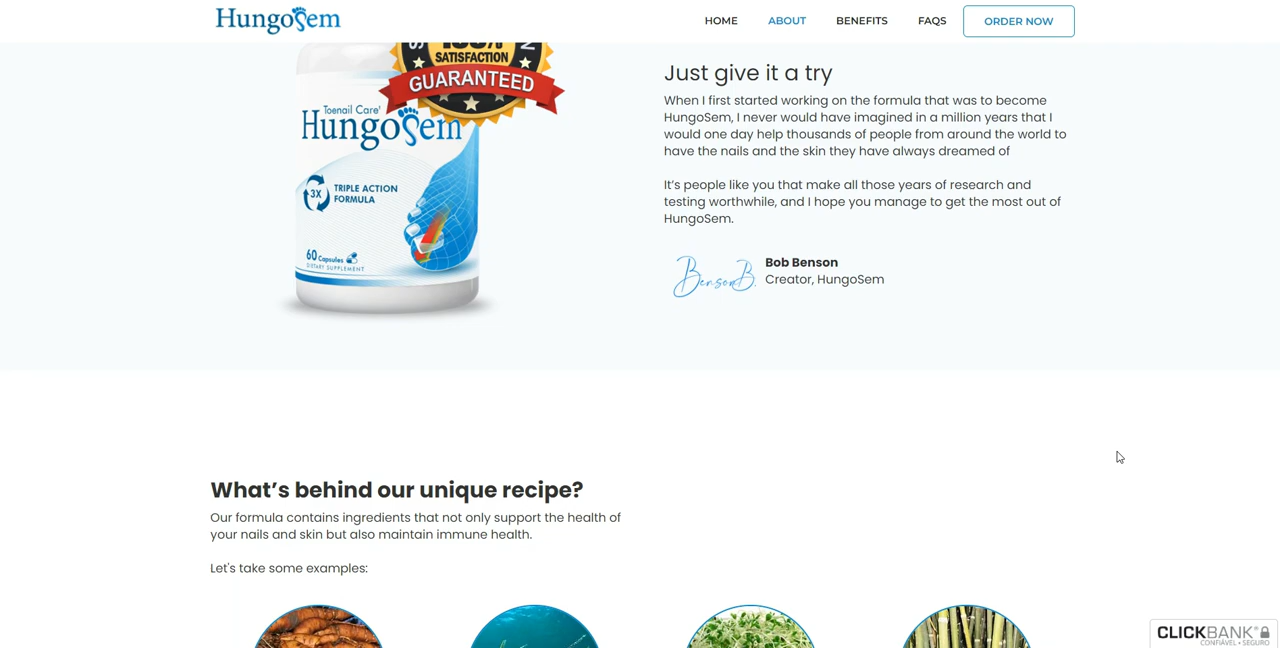 HungoSem
HOME
ABOUT
BENEFITS
FAQS
ORDER NOW
SATISFACTION
GUARANTEED
Toenail Care'
HungoSem
3X
TRIPLE ACTION
FORMULA
60 Capsules
DIETARY SUPPLEMENT
Just give it a try
When I first started working on the formula that was to become
HungoSem, I never would have imagined in a million years that I
would one day help thousands of people from around the world to
have the nails and the skin they have always dreamed of
It's people like you that make all those years of research and
testing worthwhile, and I hope you manage to get the most out of
HungoSem.
BensonB.
Bob Benson
Creator, HungoSem
What's behind our unique recipe?
Our formula contains ingredients that not only support the health of
your nails and skin but also maintain immune health.
Let's take some examples:
CLICKBANK®
CONFIÁVEL • SEGURO